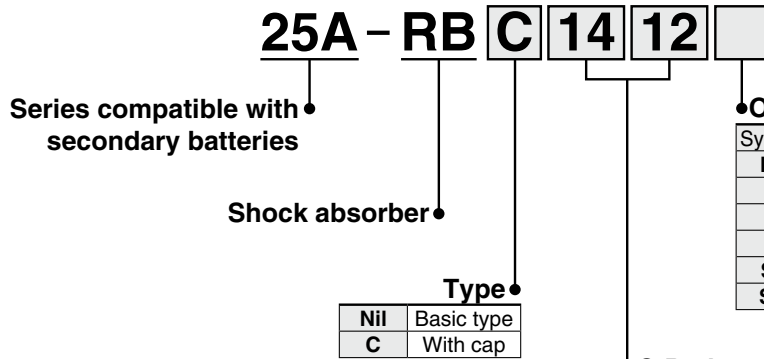 25A – RB C 14 12
Series compatible with
secondary batteries
Shock absorber
Type
Nil Basic type
C With cap